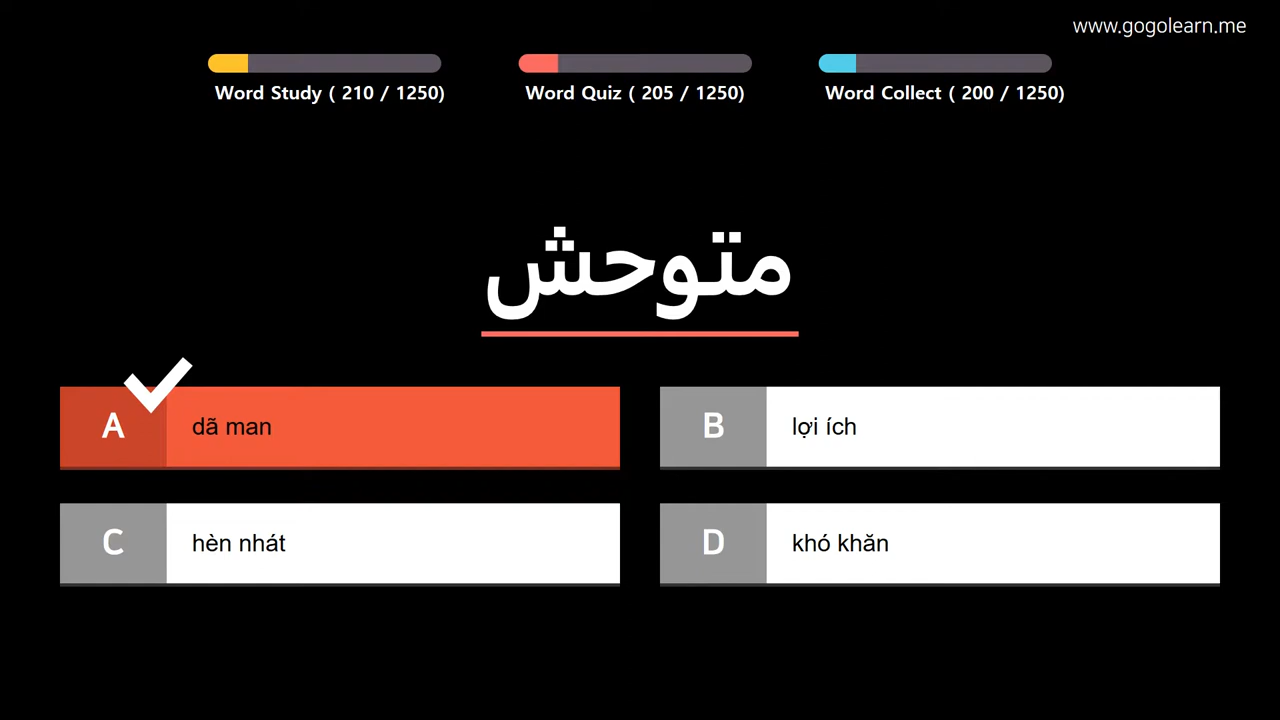 www.gogolearn.me
Word Study ( 210 / 1250)
Word Quiz ( 205 / 1250)
Word Collect ( 200 / 1250)
متوحش
A
dã man
B
lợi ích
C
hèn nhát
D
khó khăn